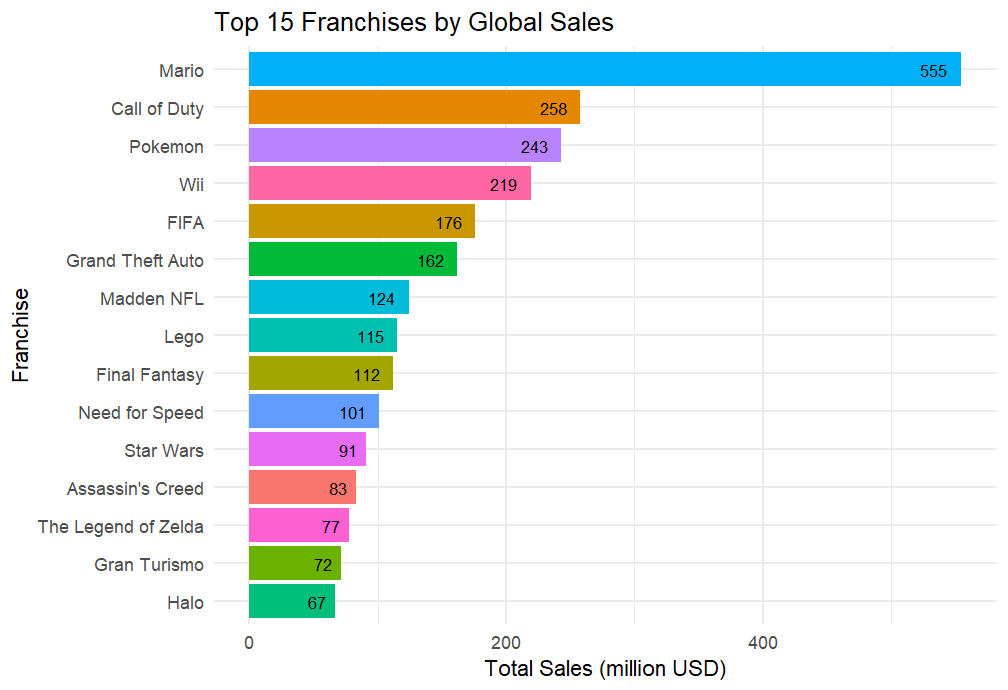 Top 15 Franchises by Global Sales
Franchise
Mario 555
Call of Duty 258
Pokemon 243
Wii 219
FIFA 176
Grand Theft Auto 162
Madden NFL 124
Lego 115
Final Fantasy 112
Need for Speed 101
Star Wars 91
Assassin's Creed 83
The Legend of Zelda 77
Gran Turismo 72
Halo 67
0 200 400
Total Sales (million USD)